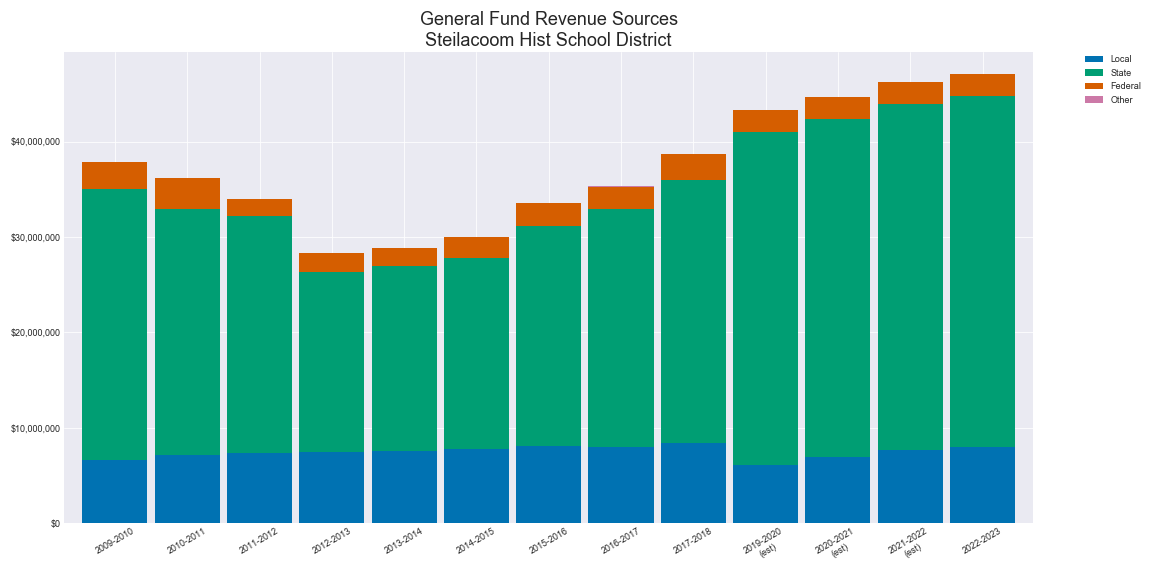 General Fund Revenue Sources
Steilacoom Hist School District
Local
State
Federal
Other
$40,000,000
$30,000,000
$20,000,000
$10,000,000
$0
2009-2010
2010-2011
2011-2012
2012-2013
2013-2014
2014-2015
2015-2016
2016-2017
2017-2018
2019-2020
(est)
2020-2021
(est)
2021-2022
(est)
2022-2023